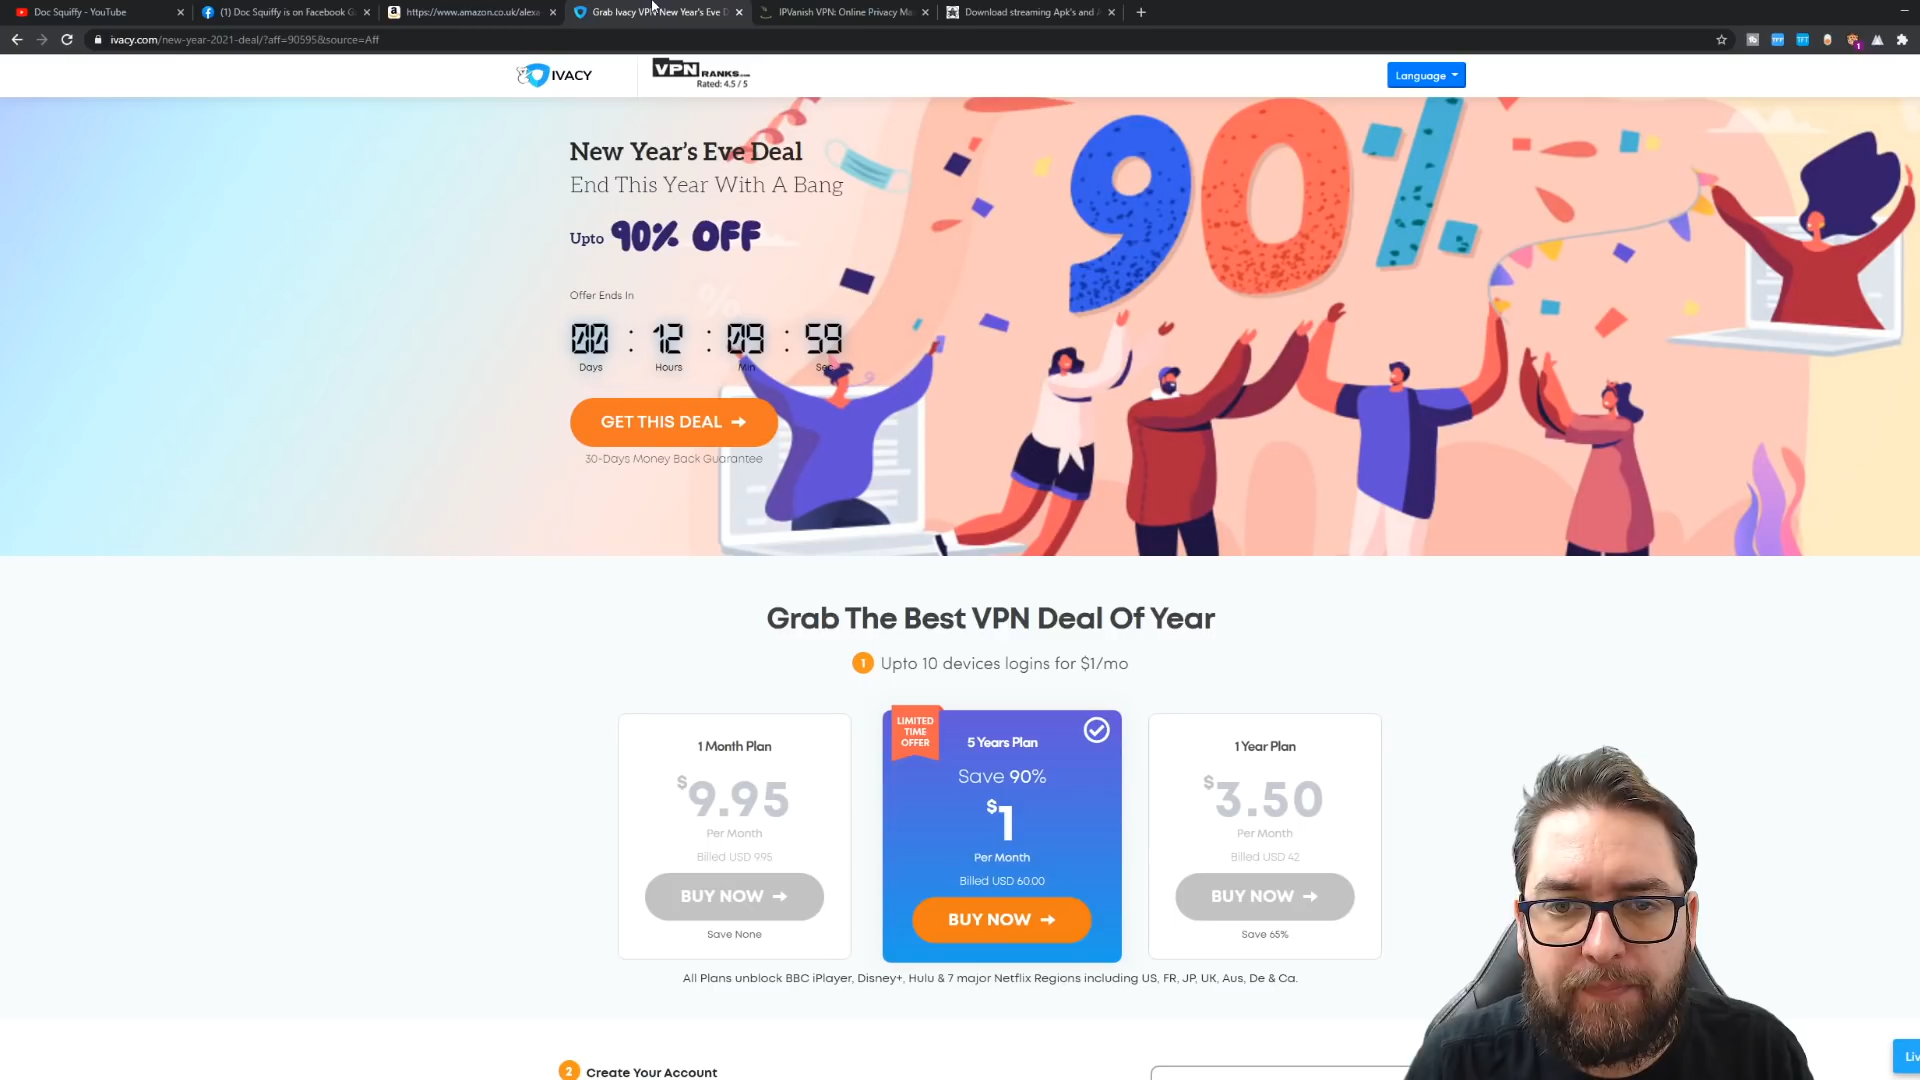 Doc Squiffy - YouTube
(1) Doc Squiffy is on Facebook G
https://www.amazon.co.uk/alexa
Grab Ivacy VPN New Year's Eve D
IPVanish VPN: Online Privacy Ma
Download streaming Apk's and A
ivacy.com/new-year-2021-deal/?aff=90595&source=Aff
IVACY
VPN RANKS.com
Rated: 4.5 / 5
Language
New Year's Eve Deal
End This Year With A Bang
Upto 90% OFF
90%
Offer Ends In
00 : 12 : 09 : 59
Days Hours Min Sec
GET THIS DEAL →
30-Days Money Back Guarantee
Grab The Best VPN Deal Of Year
1 Upto 10 devices logins for $1/mo
1 Month Plan
$9.95
Per Month
Billed USD 9.95
BUY NOW →
Save None
LIMITED
TIME
OFFER
5 Years Plan
Save 90%
$1
Per Month
Billed USD 60.00
BUY NOW →
1 Year Plan
$3.50
Per Month
Billed USD 42
BUY NOW →
Save 65%
All Plans unblock BBC iPlayer, Disney+, Hulu & 7 major Netflix Regions including US, FR, JP, UK, Aus, De & Ca.
2 Create Your Account
Liv